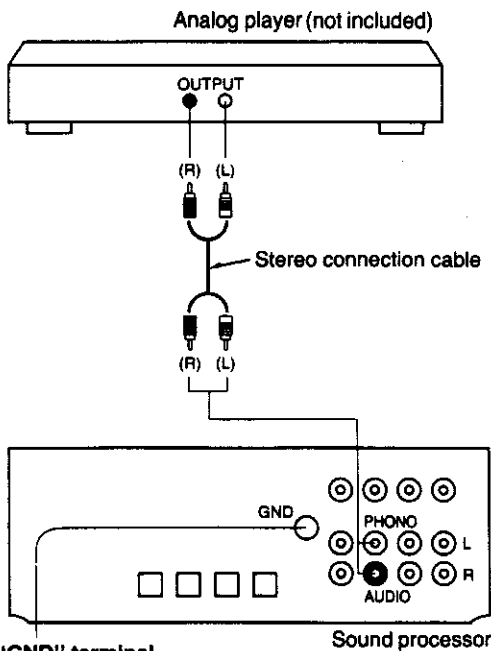 Analog player (not included)
OUTPUT
(R) (L)
Stereo connection cable
(R) (L)
GND
PHONO
L
R
AUDIO
"GND" terminal
Sound processor